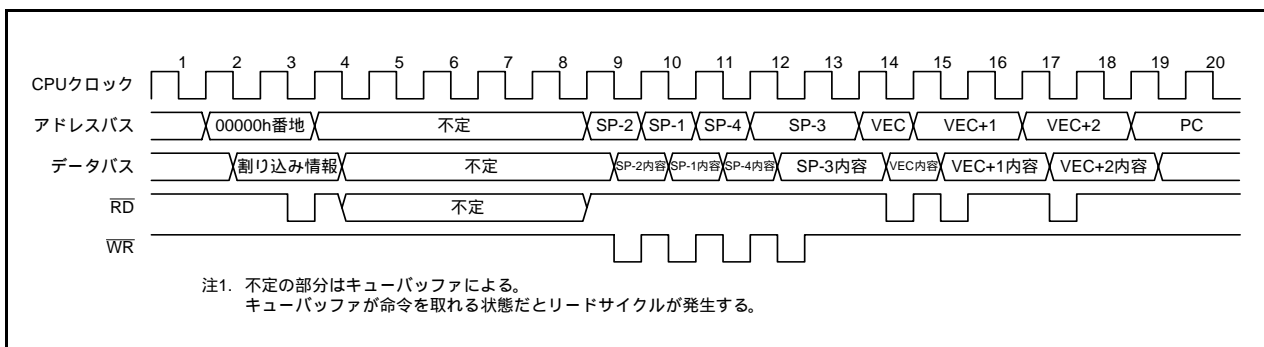 1 2 3 4 5 6 7 8 9 10 11 12 13 14 15 16 17 18 19 20
CPUクロック
アドレスバス 00000h番地 不定 SP-2 SP-1 SP-4 SP-3 VEC VEC+1 VEC+2 PC
データバス 割り込み情報 不定 SP-2内容 SP-1内容 SP-4内容 SP-3内容 VEC内容 VEC+1内容 VEC+2内容
RD 不定
WR
注1. 不定の部分はキューバッファによる。
キューバッファが命令を取れる状態だとリードサイクルが発生する。